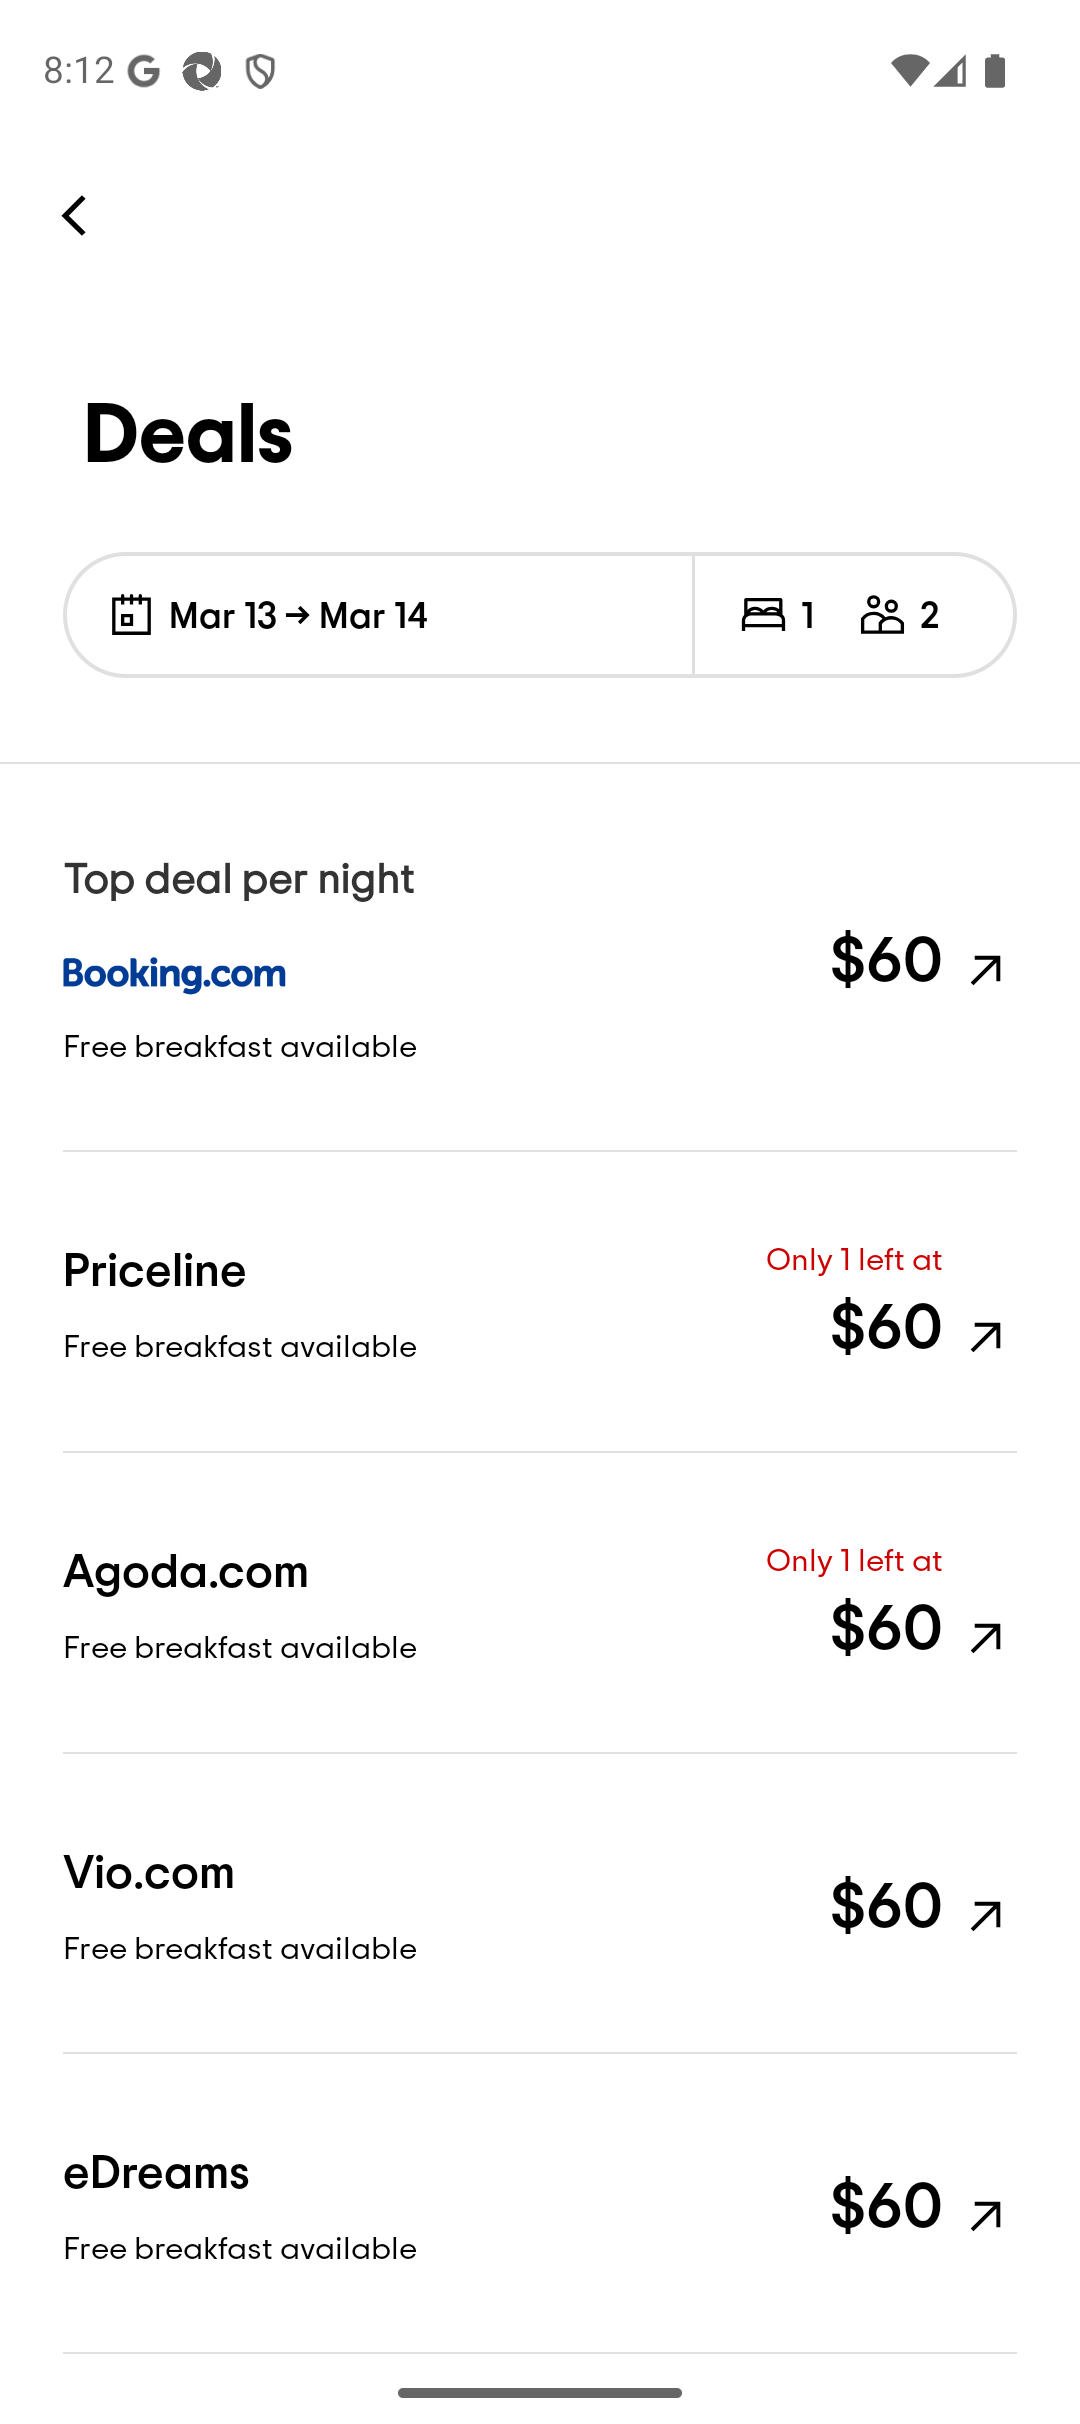 8:12
Deals
Mar 13 → Mar 14
1
2
Top deal per night
Booking.com
$60
Free breakfast available
Priceline
Only 1 left at
$60
Free breakfast available
Agoda.com
Only 1 left at
$60
Free breakfast available
Vio.com
$60
Free breakfast available
eDreams
$60
Free breakfast available